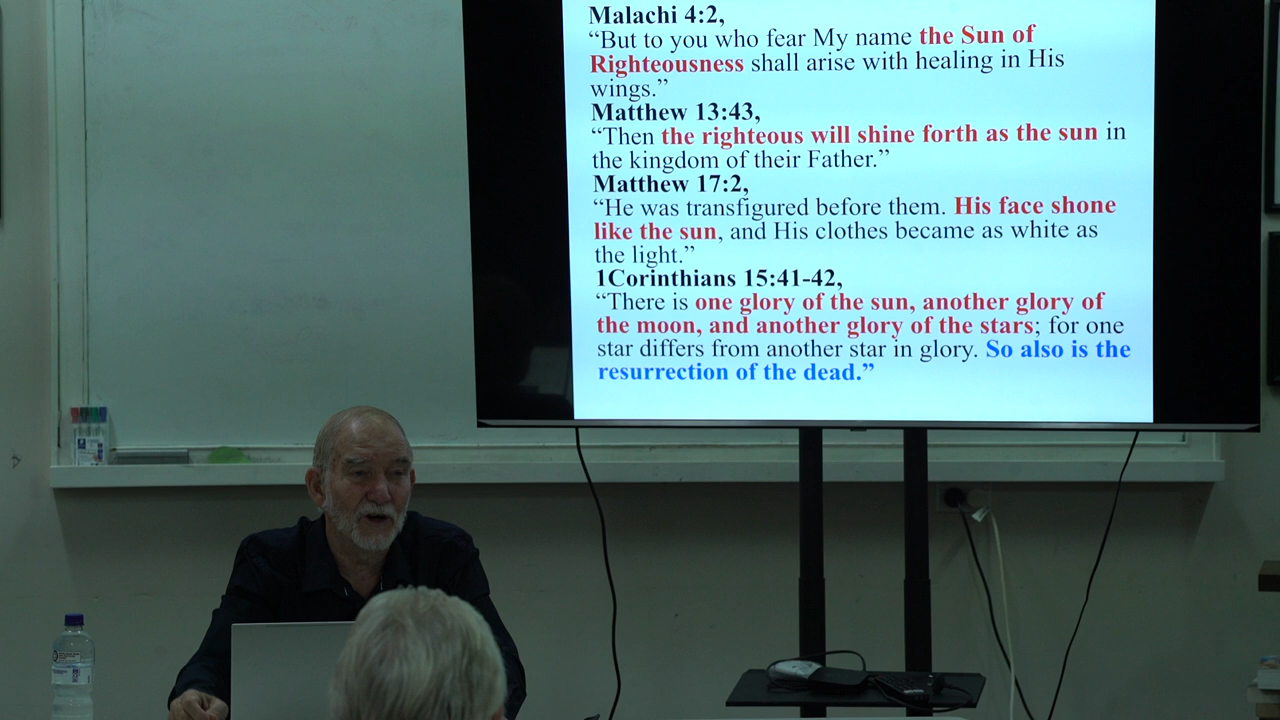 Malachi 4:2,
“But to you who fear My name the Sun of
Righteousness shall arise with healing in His
wings.”
Matthew 13:43,
“Then the righteous will shine forth as the sun in
the kingdom of their Father.”
Matthew 17:2,
“He was transfigured before them. His face shone
like the sun, and His clothes became as white as
the light.”
1Corinthians 15:41-42,
“There is one glory of the sun, another glory of
the moon, and another glory of the stars; for one
star differs from another star in glory. So also is the
resurrection of the dead.”